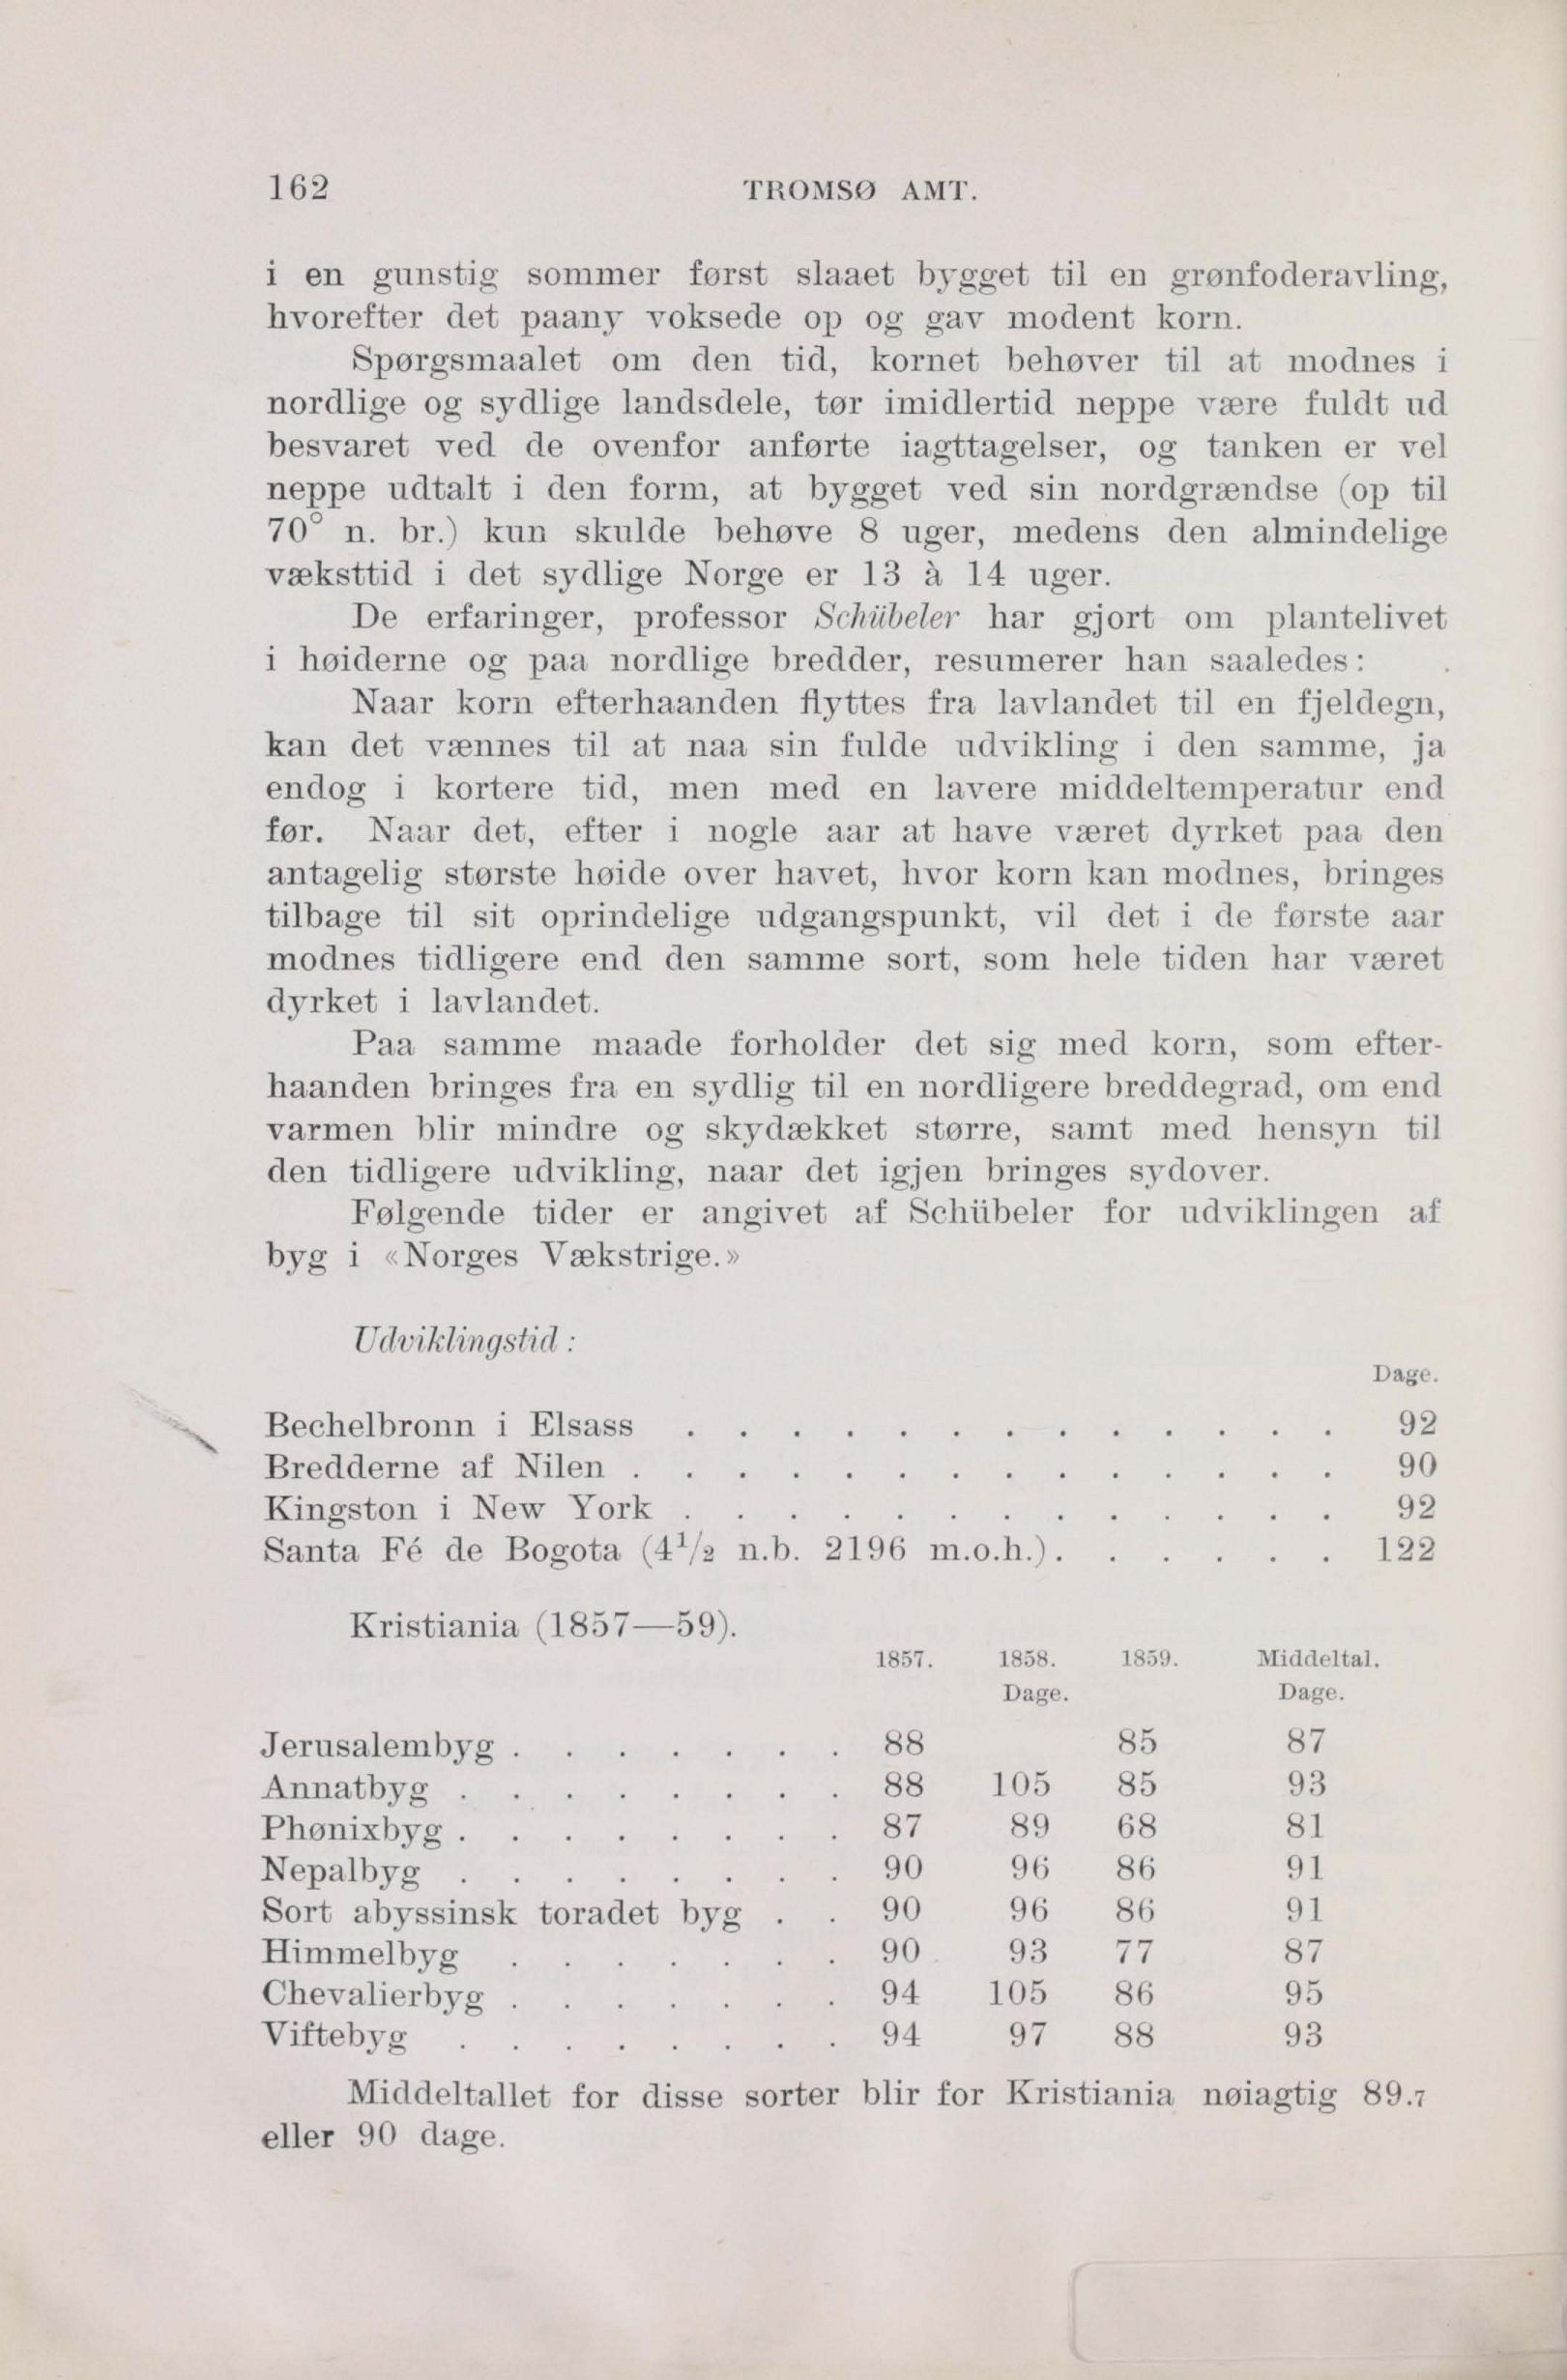 162 TROMSØ AMT.
i en gunstig sommer først slaaet bygget til en grønfoderavling,
hvorefter det paany voksede op og gav modent korn.
Spørgsmaalet om den tid, kornet behøver til at modnes i
nordlige og sydlige landsdele, tør imidlertid neppe være fuldt ud
besvaret ved de ovenfor anførte iagttagelser, og tanken er vel
neppe udtalt i den form, at bygget ved sin nordgrændse (op til
70° n. br.) kun skulde behøve 8 uger, medens den almindelige
væksttid i det sydlige Norge er 13 à 14 uger.
De erfaringer, professor Schübeler har gjort om plantelivet
i høiderne og paa nordlige bredder, resumerer han saaledes:
Naar korn efterhaanden flyttes fra lavlandet til en fjeldegn,
kan det vænnes til at naa sin fulde udvikling i den samme, ja
endog i kortere tid, men med en lavere middeltemperatur end
før. Naar det, efter i nogle aar at have været dyrket paa den
antagelig største høide over havet, hvor korn kan modnes, bringes
tilbage til sit oprindelige udgangspunkt, vil det i de første aar
modnes tidligere end den samme sort, som hele tiden har været
dyrket i lavlandet.
Paa samme maade forholder det sig med korn, som efter-
haanden bringes fra en sydlig til en nordligere breddegrad, om end
varmen blir mindre og skydækket større, samt med hensyn til
den tidligere udvikling, naar det igjen bringes sydover.
Følgende tider er angivet af Schübeler for udviklingen af
byg i «Norges Vækstrige.»
Udviklingstid:
Dage.
Bechelbronn i Elsass . . . . . . . . . . . . . 92
Bredderne af Nilen . . . . . . . . . . . . . . 90
Kingston i New York . . . . . . . . . . . . . 92
Santa Fé de Bogota (4¹/₂ n.b. 2196 m.o.h.) . . . . . . 122
Kristiania (1857—59).
1857. 1858. 1859. Middeltal.
Dage. Dage.
Jerusalembyg . . . . . . . 88 85 87
Annatbyg . . . . . . . . 88 105 85 93
Phønixbyg . . . . . . . . 87 89 68 81
Nepalbyg . . . . . . . . 90 96 86 91
Sort abyssinsk toradet byg . . 90 96 86 91
Himmelbyg . . . . . . . 90 93 77 87
Chevalierbyg . . . . . . . 94 105 86 95
Viftebyg . . . . . . . . 94 97 88 93
Middeltallet for disse sorter blir for Kristiania nøiagtig 89.7
eller 90 dage.